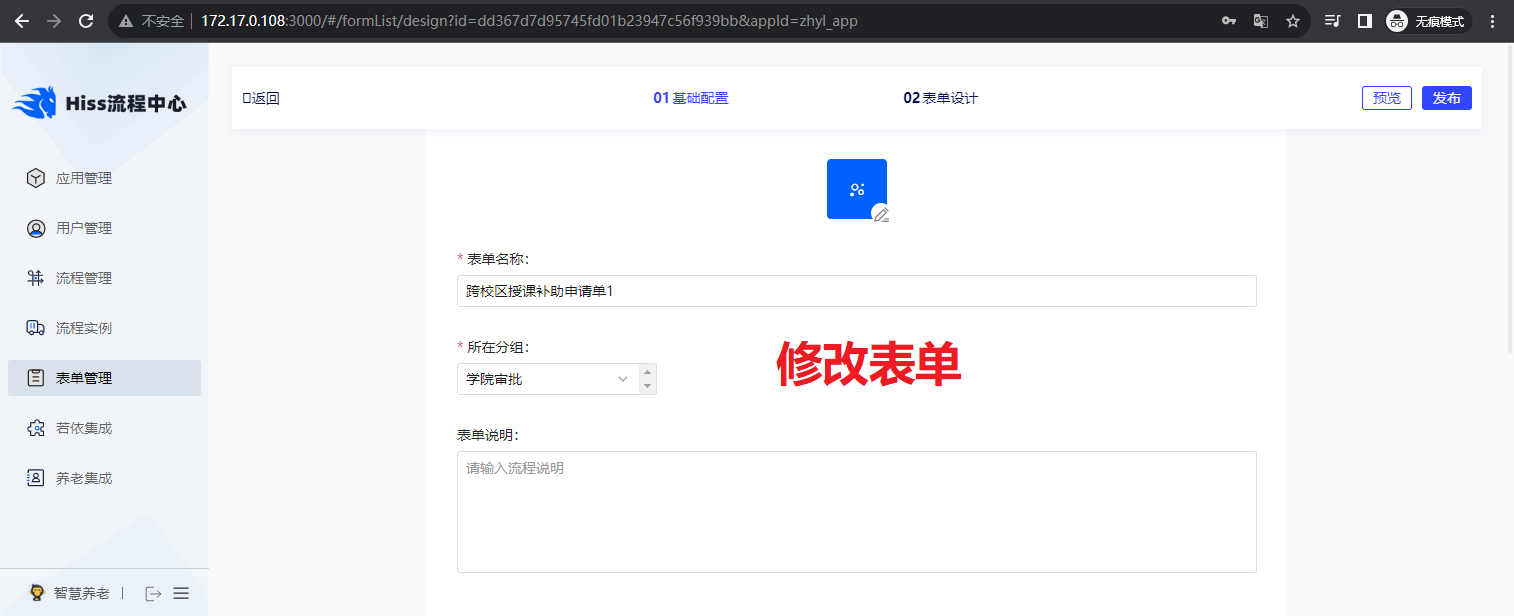 不安全 172.17.0.108:3000/#/formList/design?id=dd367d7d95745fd01b23947c56f939bb&appId=zhyl_app
无痕模式
Hiss流程中心
应用管理
用户管理
流程管理
流程实例
表单管理
若依集成
养老集成
智慧养老
返回
01 基础配置
02 表单设计
预览
发布
* 表单名称:
跨校区授课补助申请单1
* 所在分组:
学院审批
修改表单
表单说明:
请输入流程说明